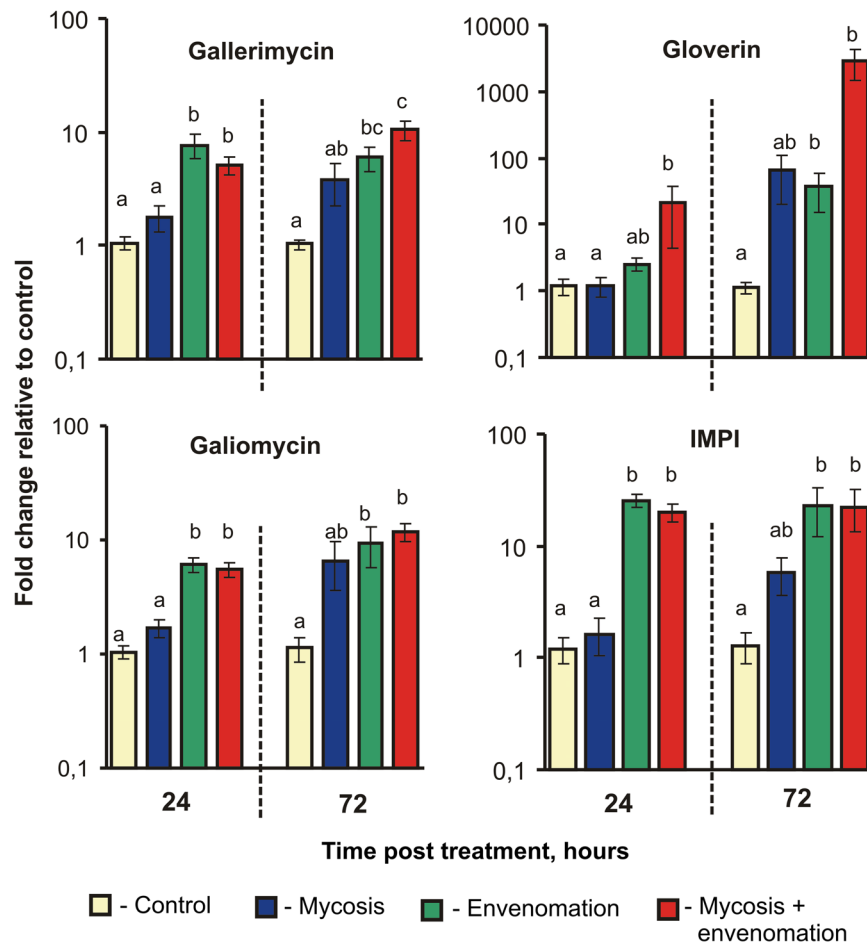 Fold change relative to control
Gallerimycin
100
10
1
0,1
a
a
b
b
a
ab
bc
c
Gloverin
10000
1000
100
10
1
0,1
a
a
ab
b
a
ab
b
b
Galiomycin
100
10
1
0,1
a
a
b
b
a
ab
b
b
24
72
IMPI
100
10
1
0,1
a
a
b
b
a
ab
b
b
24
72
Time post treatment, hours
- Control
- Mycosis
- Envenomation
- Mycosis +
envenomation